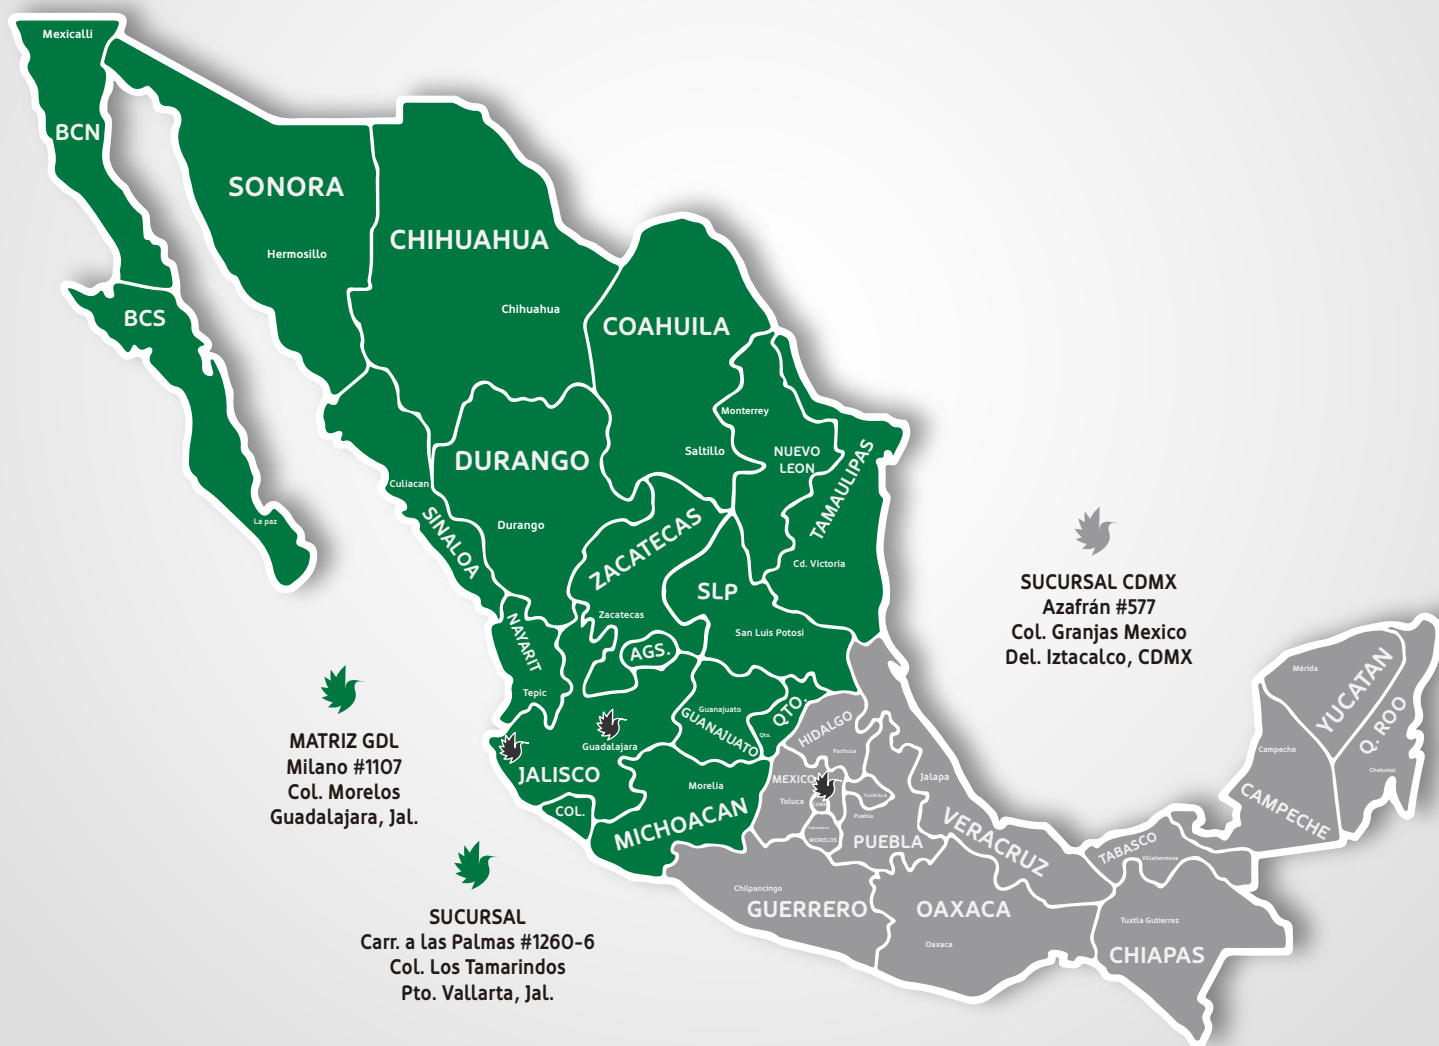 Mexicalli
BCN
SONORA
Hermosillo
CHIHUAHUA
Chihuahua
BCS
COAHUILA
Monterrey
Saltillo
NUEVO
LEON
TAMAULIPAS
Cd. Victoria
DURANGO
Durango
Culiacan
SINALOA
La paz
ZACATECAS
Zacatecas
SLP
San Luis Potosi
NAYARIT
Tepic
AGS.
Guanajuato
GUANAJUATO
QTO.
Qto.
Guadalajara
JALISCO
COL.
Morelia
MICHOACAN
HIDALGO
Pachuca
MEXICO
Toluca
CDMX
TLAXCALA
Puebla
PUEBLA
MORELOS
Jalapa
VERACRUZ
Chilpancingo
GUERRERO
OAXACA
Oaxaca
TABASCO
Villahermosa
Tuxtla Gutierrez
CHIAPAS
Mérida
YUCATAN
Q. ROO
Chetumal
Campeche
CAMPECHE
SUCURSAL CDMX
Azafrán #577
Col. Granjas Mexico
Del. Iztacalco, CDMX
MATRIZ GDL
Milano #1107
Col. Morelos
Guadalajara, Jal.
SUCURSAL
Carr. a las Palmas #1260-6
Col. Los Tamarindos
Pto. Vallarta, Jal.